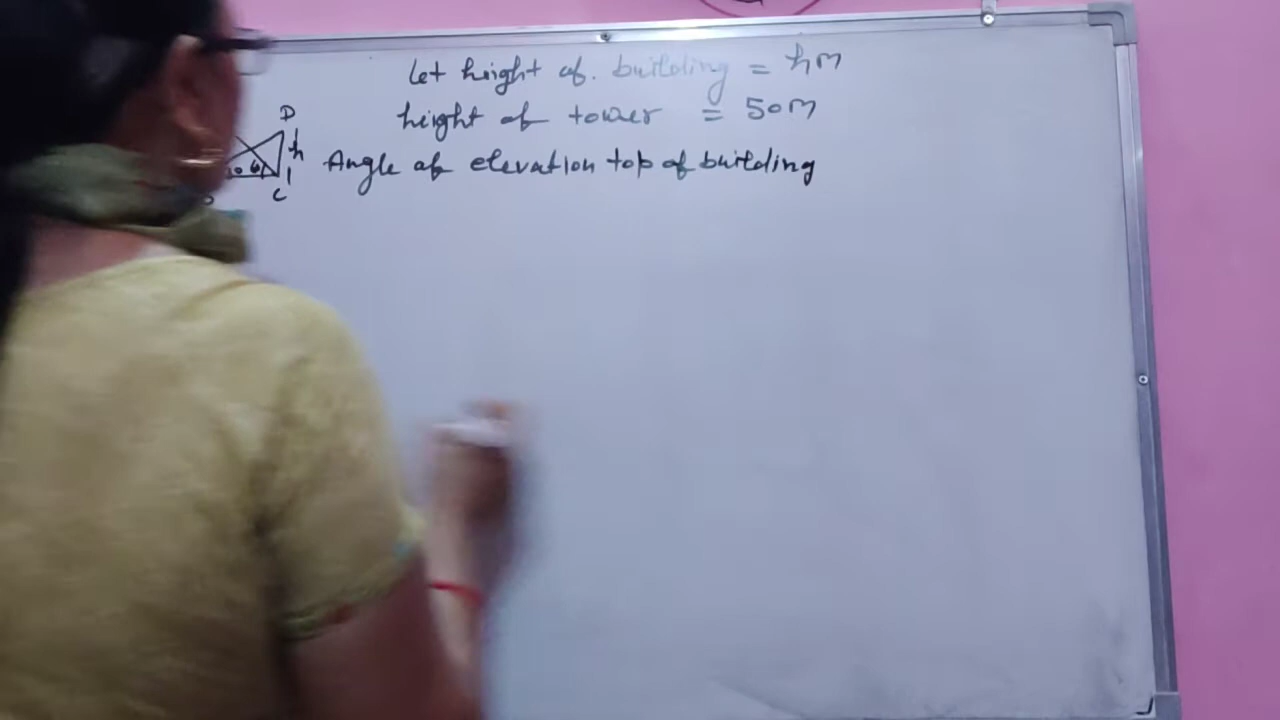 Let height of. building = hm
height of tower = 50m
D
h
Angle of elevation top of building
C